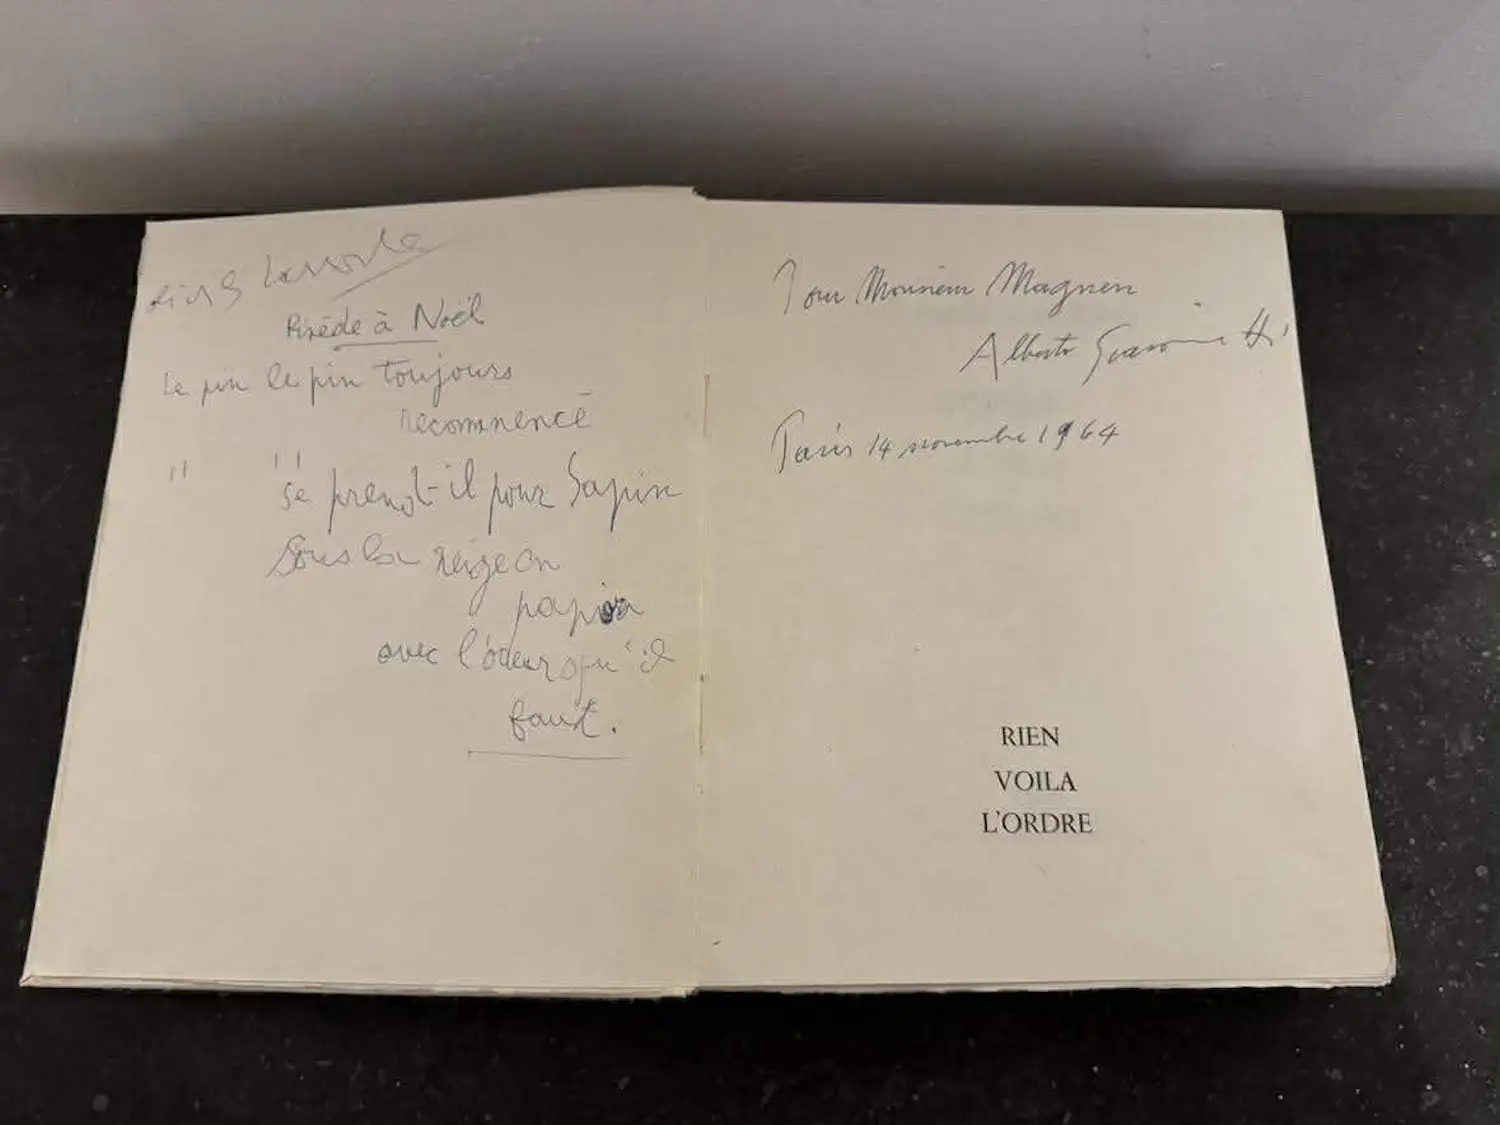 Pinède à Noël
Le pin le pin toujours
recommencé
" "
se prend-il pour Sapin
Sous la neige en
papier
avec l'odeur qu'il
faut.
Pour Monsieur Magnen
Alberto Giacometti
Paris 14 novembre 1964
RIEN
VOILA
L'ORDRE